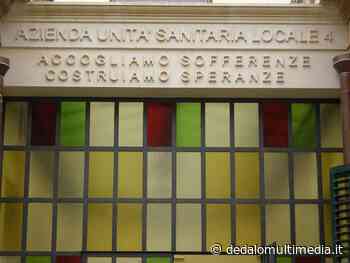 AZIENDA UNITA' SANITARIA LOCALE 4
ACCOGLIAMO SOFFERENZE
COSTRUIAMO SPERANZE
dedalomultimedia.it